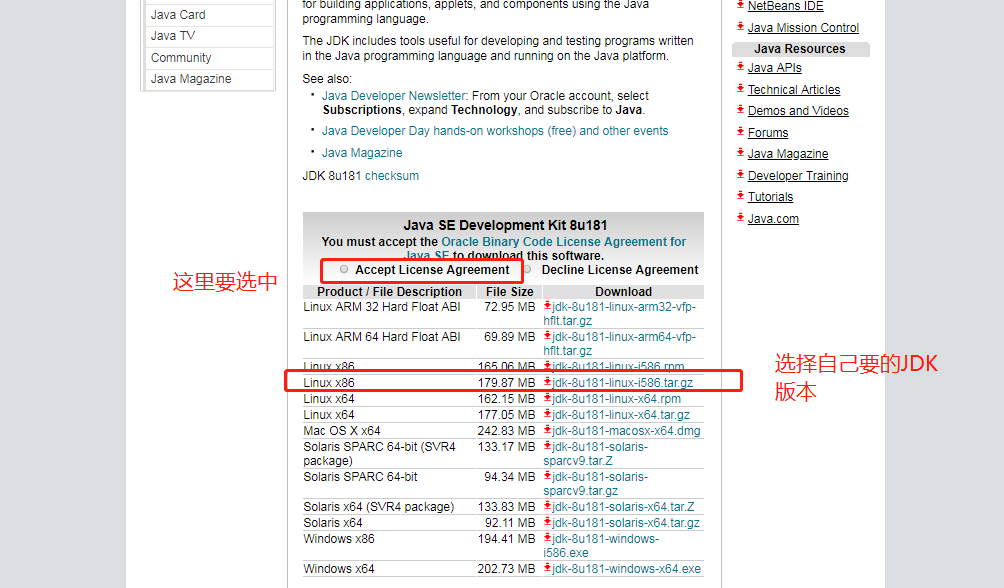 Java Card
Java TV
Community
Java Magazine
for building applications, applets, and components using the Java
programming language.
The JDK includes tools useful for developing and testing programs written
in the Java programming language and running on the Java platform.
See also:
Java Developer Newsletter: From your Oracle account, select
Subscriptions, expand Technology, and subscribe to Java.
Java Developer Day hands-on workshops (free) and other events
Java Magazine
JDK 8u181 checksum
Java SE Development Kit 8u181
You must accept the Oracle Binary Code License Agreement for
Java SE to download this software.
Accept License Agreement Decline License Agreement
这里要选中
Product / File Description File Size Download
Linux ARM 32 Hard Float ABI 72.95 MB jdk-8u181-linux-arm32-vfp-
hflt.tar.gz
Linux ARM 64 Hard Float ABI 69.89 MB jdk-8u181-linux-arm64-vfp-
hflt.tar.gz
Linux x86 165.06 MB jdk-8u181-linux-i586.rpm
Linux x86 179.87 MB jdk-8u181-linux-i586.tar.gz
Linux x64 162.15 MB jdk-8u181-linux-x64.rpm
Linux x64 177.05 MB jdk-8u181-linux-x64.tar.gz
Mac OS X x64 242.83 MB jdk-8u181-macosx-x64.dmg
Solaris SPARC 64-bit (SVR4
package) 133.17 MB jdk-8u181-solaris-
sparcv9.tar.Z
Solaris SPARC 64-bit 94.34 MB jdk-8u181-solaris-
sparcv9.tar.gz
Solaris x64 (SVR4 package) 133.83 MB jdk-8u181-solaris-x64.tar.Z
Solaris x64 92.11 MB jdk-8u181-solaris-x64.tar.gz
Windows x86 194.41 MB jdk-8u181-windows-
i586.exe
Windows x64 202.73 MB jdk-8u181-windows-x64.exe
选择自己要的JDK
版本
NetBeans IDE
Java Mission Control
Java Resources
Java APIs
Technical Articles
Demos and Videos
Forums
Java Magazine
Developer Training
Tutorials
Java.com